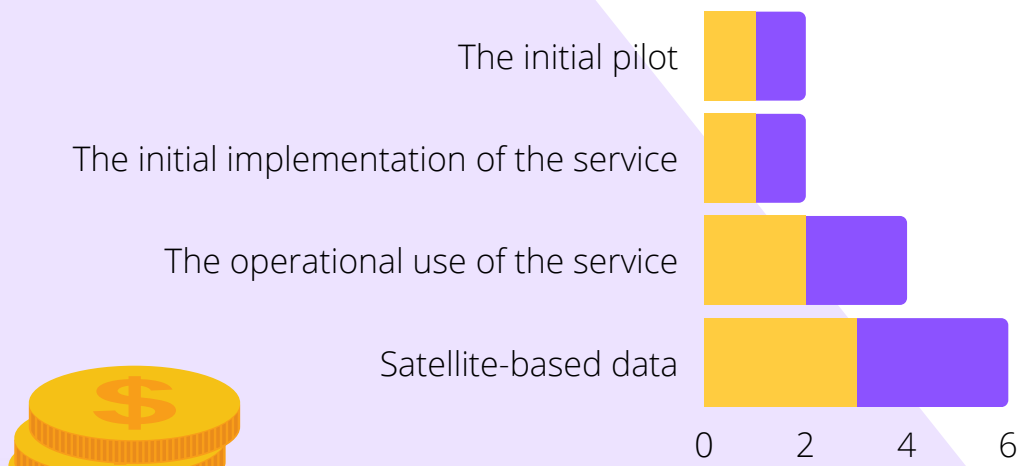 The initial pilot
The initial implementation of the service
The operational use of the service
Satellite-based data
0 2 4 6
$